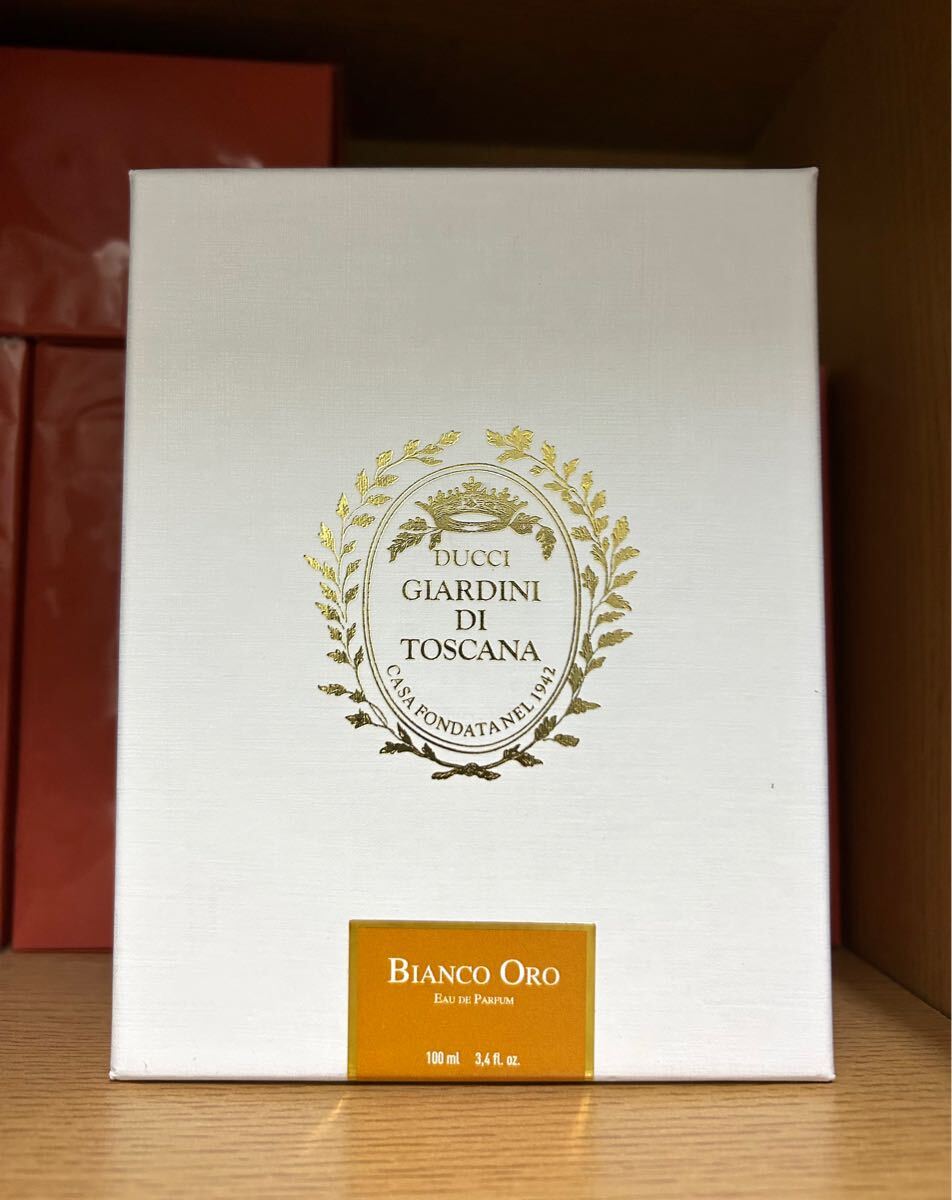 DUCCI
GIARDINI
DI
TOSCANA
CASA FONDATA NEL 1942
BIANCO ORO
EAU DE PARFUM
100 ml 3,4 fl. oz.